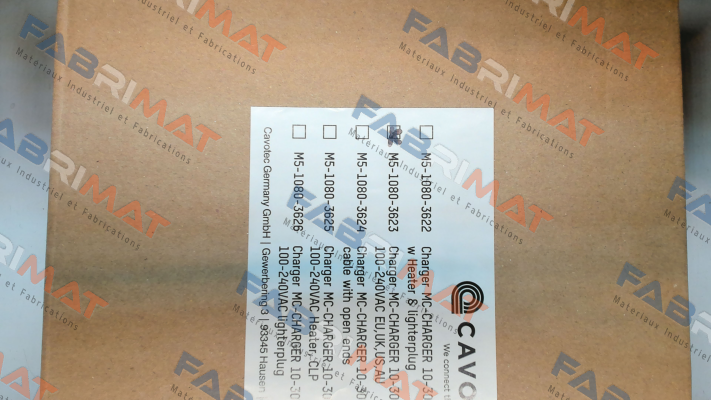 CAVO
We connect th
M5-1080-3622 Charger MC-CHARGER 10-30
w Heater & lighterplug
M5-1080-3623 Charger MC-CHARGER 10-30
100-240VAC EU,UK,US,AU
M5-1080-3624 Charger MC-CHARGER 10-30
cable with open ends
M5-1080-3625 Charger MC-CHARGER 10-30
100-240VAC Heater, CLP
M5-1080-3626 Charger MC-CHARGER 10-30
100-240VAC lighterplug
Cavotec Germany GmbH | Gewerbering 3 | 93345 Hausen
FABRIMAT
Matériaux Industriel et Fabrications